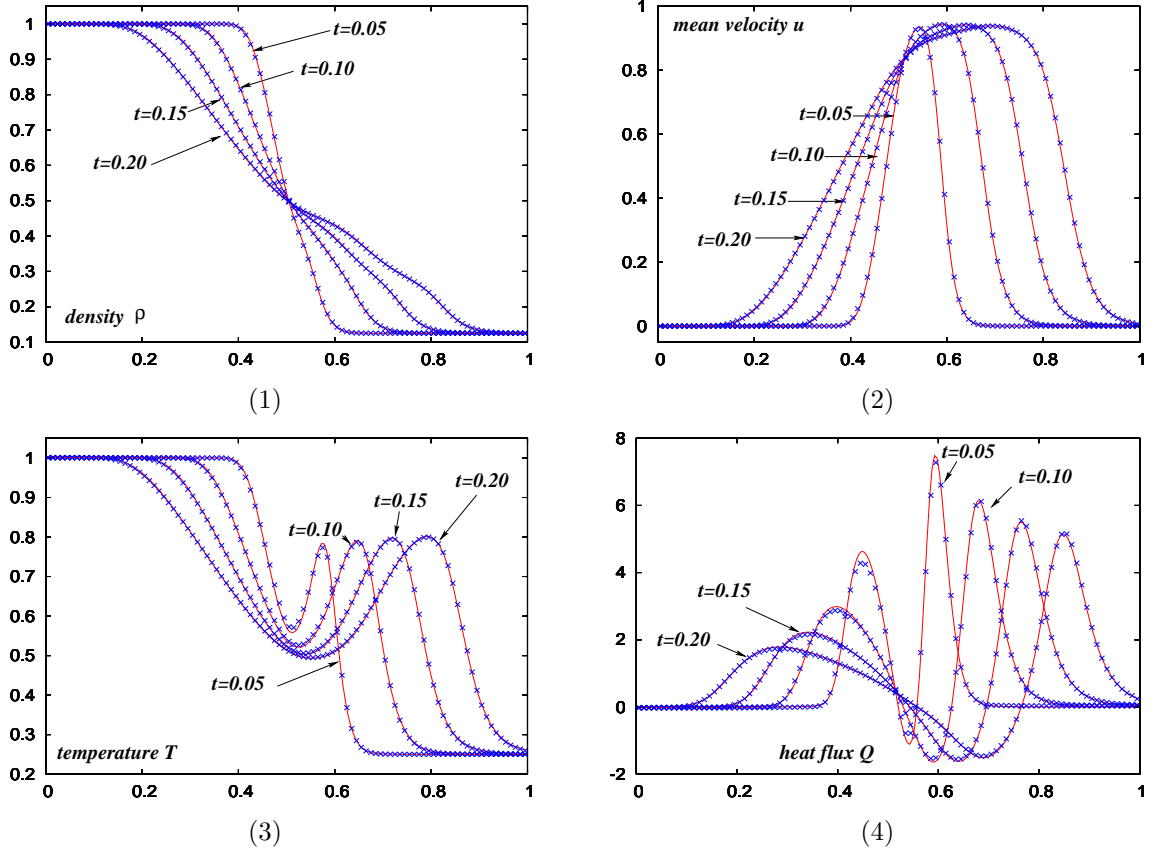 1
0.9
0.8
0.7
0.6
0.5
0.4
0.3
0.2
0.1
0 0.2 0.4 0.6 0.8 1
t=0.05
t=0.10
t=0.15
t=0.20
density ρ
(1)
1
0.8
0.6
0.4
0.2
0
0 0.2 0.4 0.6 0.8 1
mean velocity u
t=0.05
t=0.10
t=0.15
t=0.20
(2)
1
0.9
0.8
0.7
0.6
0.5
0.4
0.3
0.2
0 0.2 0.4 0.6 0.8 1
t=0.20
t=0.15
t=0.10
t=0.05
temperature T
(3)
8
6
4
2
0
-2
0 0.2 0.4 0.6 0.8 1
t=0.05
t=0.10
t=0.15
t=0.20
heat flux Q
(4)